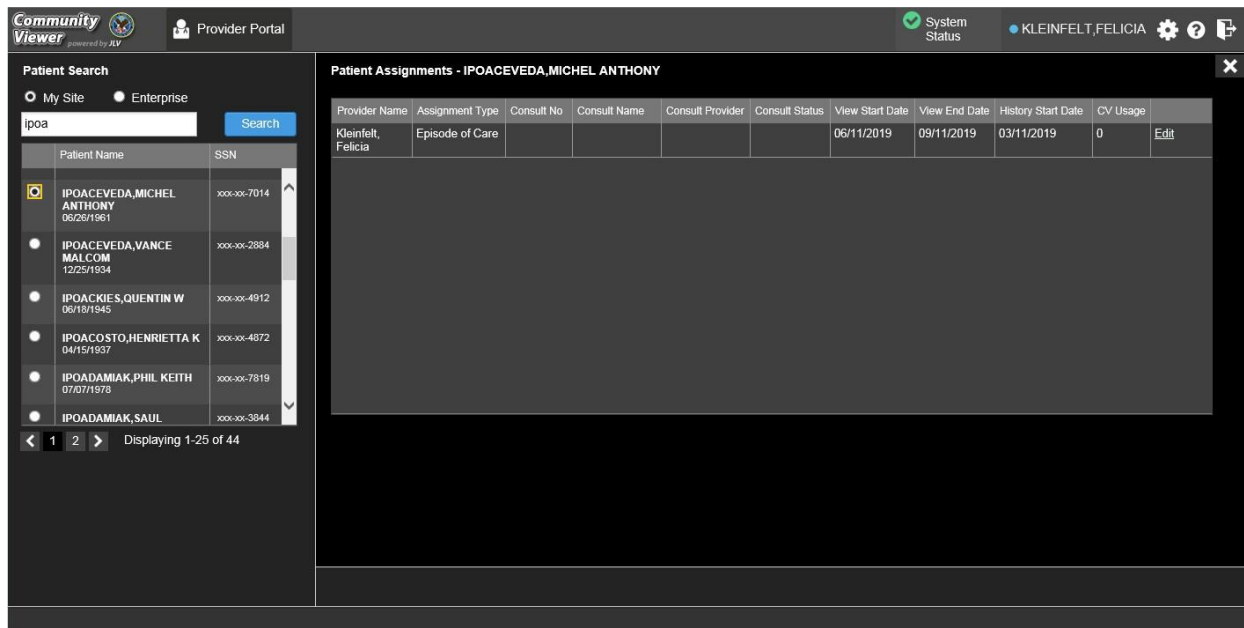 Community
Viewer powered by JLV
Provider Portal
System
Status
KLEINFELT,FELICIA
Patient Search
My Site Enterprise
ipoa Search
Patient Name SSN
IPOACEVEDA,MICHEL
ANTHONY
06/26/1961
xxx-xx-7014
IPOACEVEDA,VANCE
MALCOM
12/25/1934
xxx-xx-2884
IPOACKIES,QUENTIN W
06/18/1945
xxx-xx-4912
IPOACOSTO,HENRIETTA K
04/15/1937
xxx-xx-4872
IPOADAMIAK,PHIL KEITH
07/07/1978
xxx-xx-7819
IPOADAMIAK,SAUL
xxx-xx-3844
1 2 Displaying 1-25 of 44
Patient Assignments - IPOACEVEDA,MICHEL ANTHONY
Provider Name Assignment Type Consult No Consult Name Consult Provider Consult Status View Start Date View End Date History Start Date CV Usage
Kleinfelt,
Felicia
Episode of Care 06/11/2019 09/11/2019 03/11/2019 0 Edit